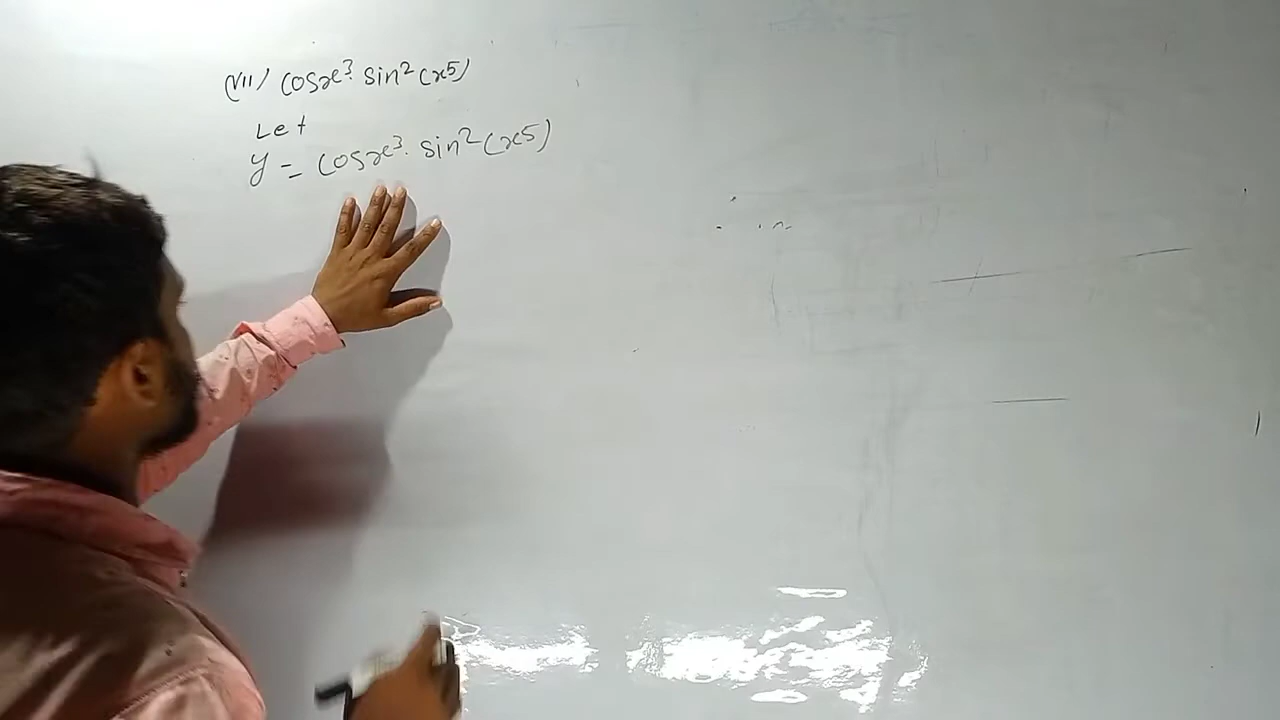 (VII) cosx³. sin²(x⁵)
Let
y = cosx³. sin²(x⁵)